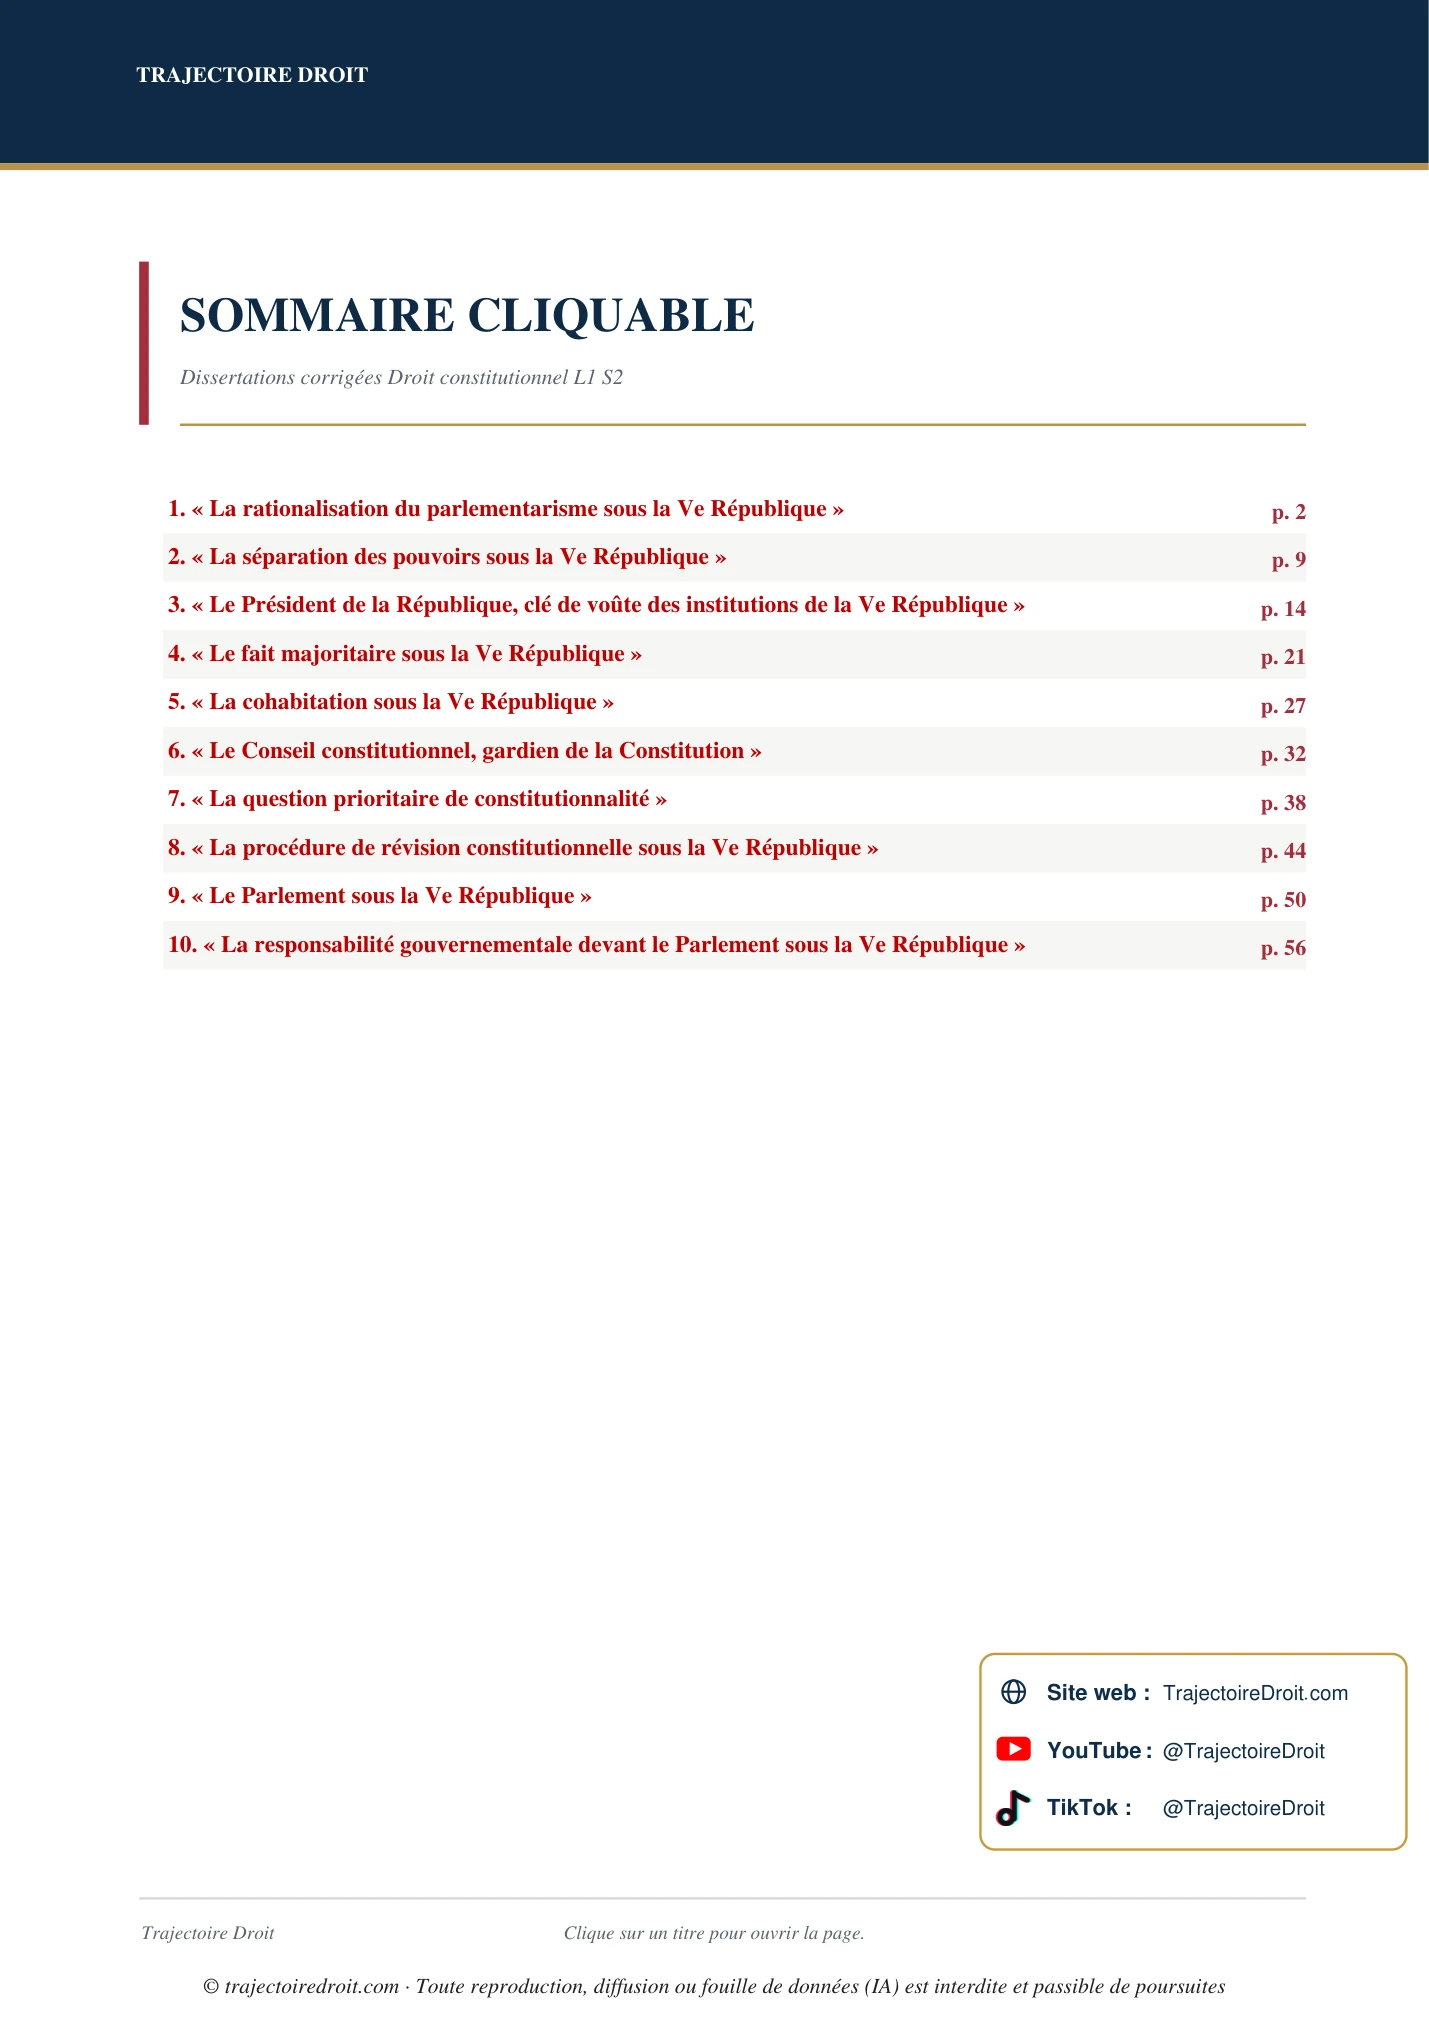 TRAJECTOIRE DROIT
SOMMAIRE CLIQUABLE
Dissertations corrigées Droit constitutionnel L1 S2
1. « La rationalisation du parlementarisme sous la Ve République » p. 2
2. « La séparation des pouvoirs sous la Ve République » p. 9
3. « Le Président de la République, clé de voûte des institutions de la Ve République » p. 14
4. « Le fait majoritaire sous la Ve République » p. 21
5. « La cohabitation sous la Ve République » p. 27
6. « Le Conseil constitutionnel, gardien de la Constitution » p. 32
7. « La question prioritaire de constitutionnalité » p. 38
8. « La procédure de révision constitutionnelle sous la Ve République » p. 44
9. « Le Parlement sous la Ve République » p. 50
10. « La responsabilité gouvernementale devant le Parlement sous la Ve République » p. 56
Site web : TrajectoireDroit.com
YouTube : @TrajectoireDroit
TikTok : @TrajectoireDroit
Trajectoire Droit Clique sur un titre pour ouvrir la page.
© trajectoiredroit.com · Toute reproduction, diffusion ou fouille de données (IA) est interdite et passible de poursuites